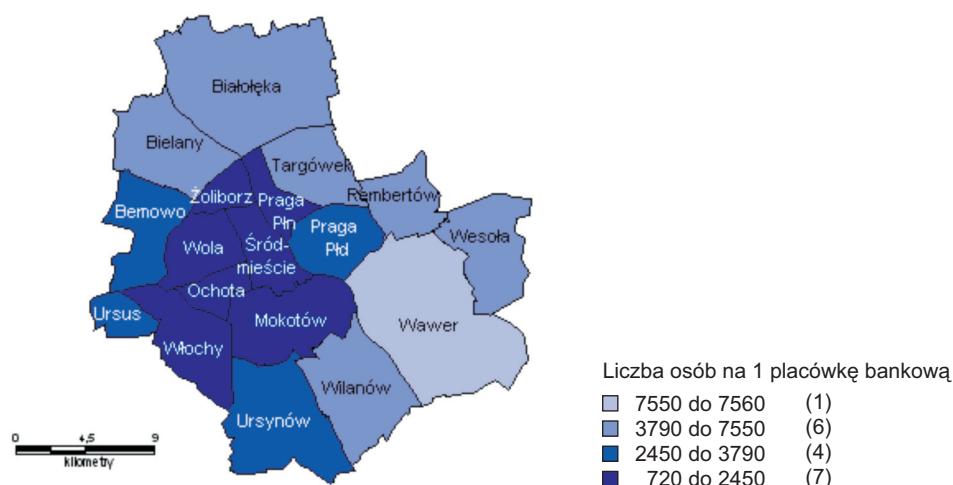 Białołęka
Bielany
Targówek
Rembertów
Żoliborz
Praga
Płn
Bemowo
Praga
Płd
Wesoła
Wola
Śród-
mieście
Ochota
Ursus
Mokotów
Wawer
Włochy
Wilanów
Ursynów
0 4,5 9
kilometry
Liczba osób na 1 placówkę bankową
7550 do 7560 (1)
3790 do 7550 (6)
2450 do 3790 (4)
720 do 2450 (7)